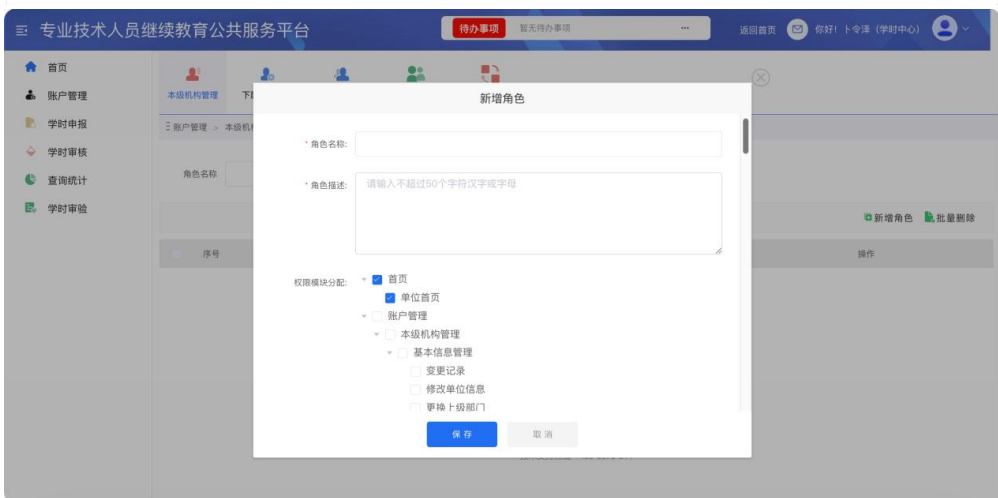 专业技术人员继续教育公共服务平台
待办事项 暂无待办事项 ...
返回首页 你好！卜令泽（学时中心）
首页
账户管理
学时申报
学时审核
查询统计
学时审验
本级机构管理
账户管理 > 本级机
角色名称
新增角色 批量删除
序号 操作
新增角色
* 角色名称:
* 角色描述: 请输入不超过50个字符汉字或字母
权限模块分配: 首页
单位首页
账户管理
本级机构管理
基本信息管理
变更记录
修改单位信息
更换上级部门
保存 取消